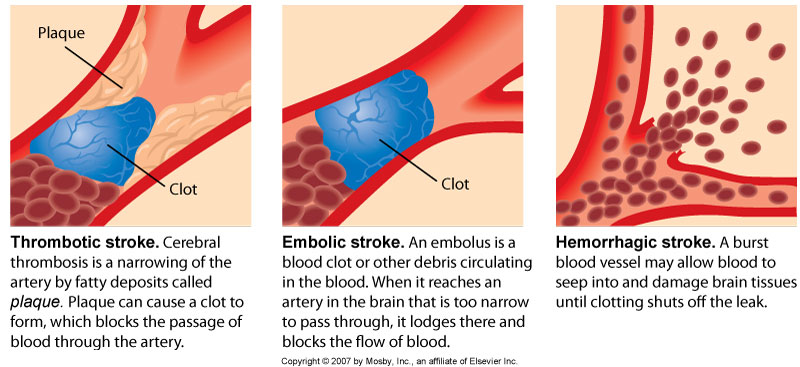 Plaque
Clot
Thrombotic stroke. Cerebral
thrombosis is a narrowing of the
artery by fatty deposits called
plaque. Plaque can cause a clot to
form, which blocks the passage of
blood through the artery.
Clot
Embolic stroke. An embolus is a
blood clot or other debris circulating
in the blood. When it reaches an
artery in the brain that is too narrow
to pass through, it lodges there and
blocks the flow of blood.
Hemorrhagic stroke. A burst
blood vessel may allow blood to
seep into and damage brain tissues
until clotting shuts off the leak.
Copyright © 2007 by Mosby, Inc., an affiliate of Elsevier Inc.